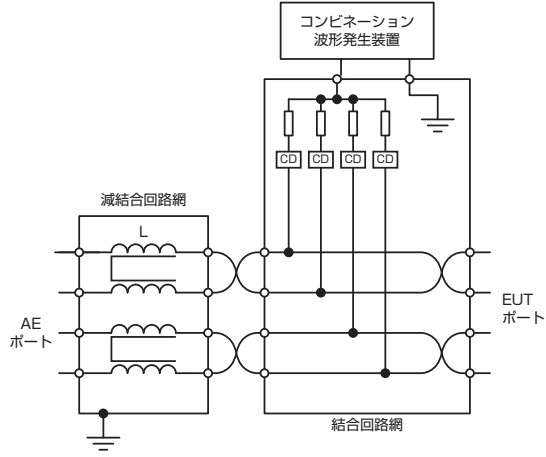 コンビネーション
波形発生装置
CD CD CD CD
減結合回路網
L
AE
ポート
EUT
ポート
結合回路網